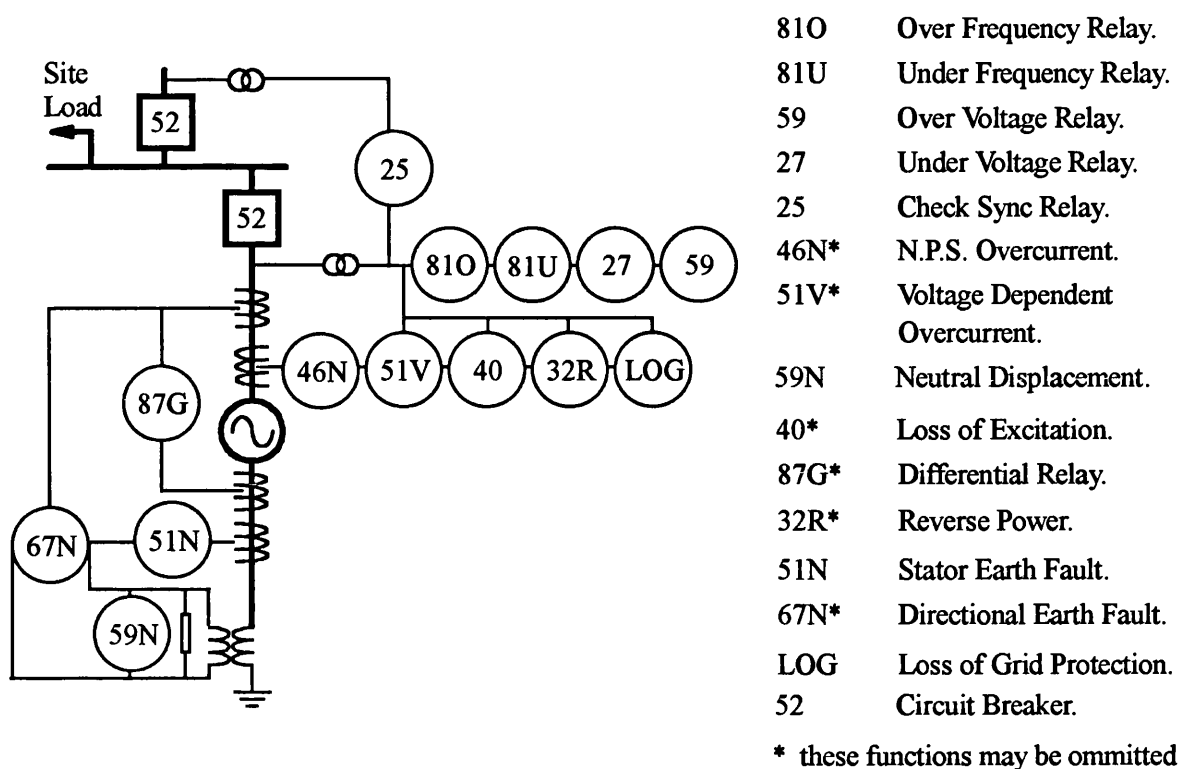 Site
Load
52
25
52
81O
81U
27
59
46N
51V
40
32R
LOG
87G
67N
51N
59N
81O Over Frequency Relay.
81U Under Frequency Relay.
59 Over Voltage Relay.
27 Under Voltage Relay.
25 Check Sync Relay.
46N* N.P.S. Overcurrent.
51V* Voltage Dependent
Overcurrent.
59N Neutral Displacement.
40* Loss of Excitation.
87G* Differential Relay.
32R* Reverse Power.
51N Stator Earth Fault.
67N* Directional Earth Fault.
LOG Loss of Grid Protection.
52 Circuit Breaker.
* these functions may be ommitted